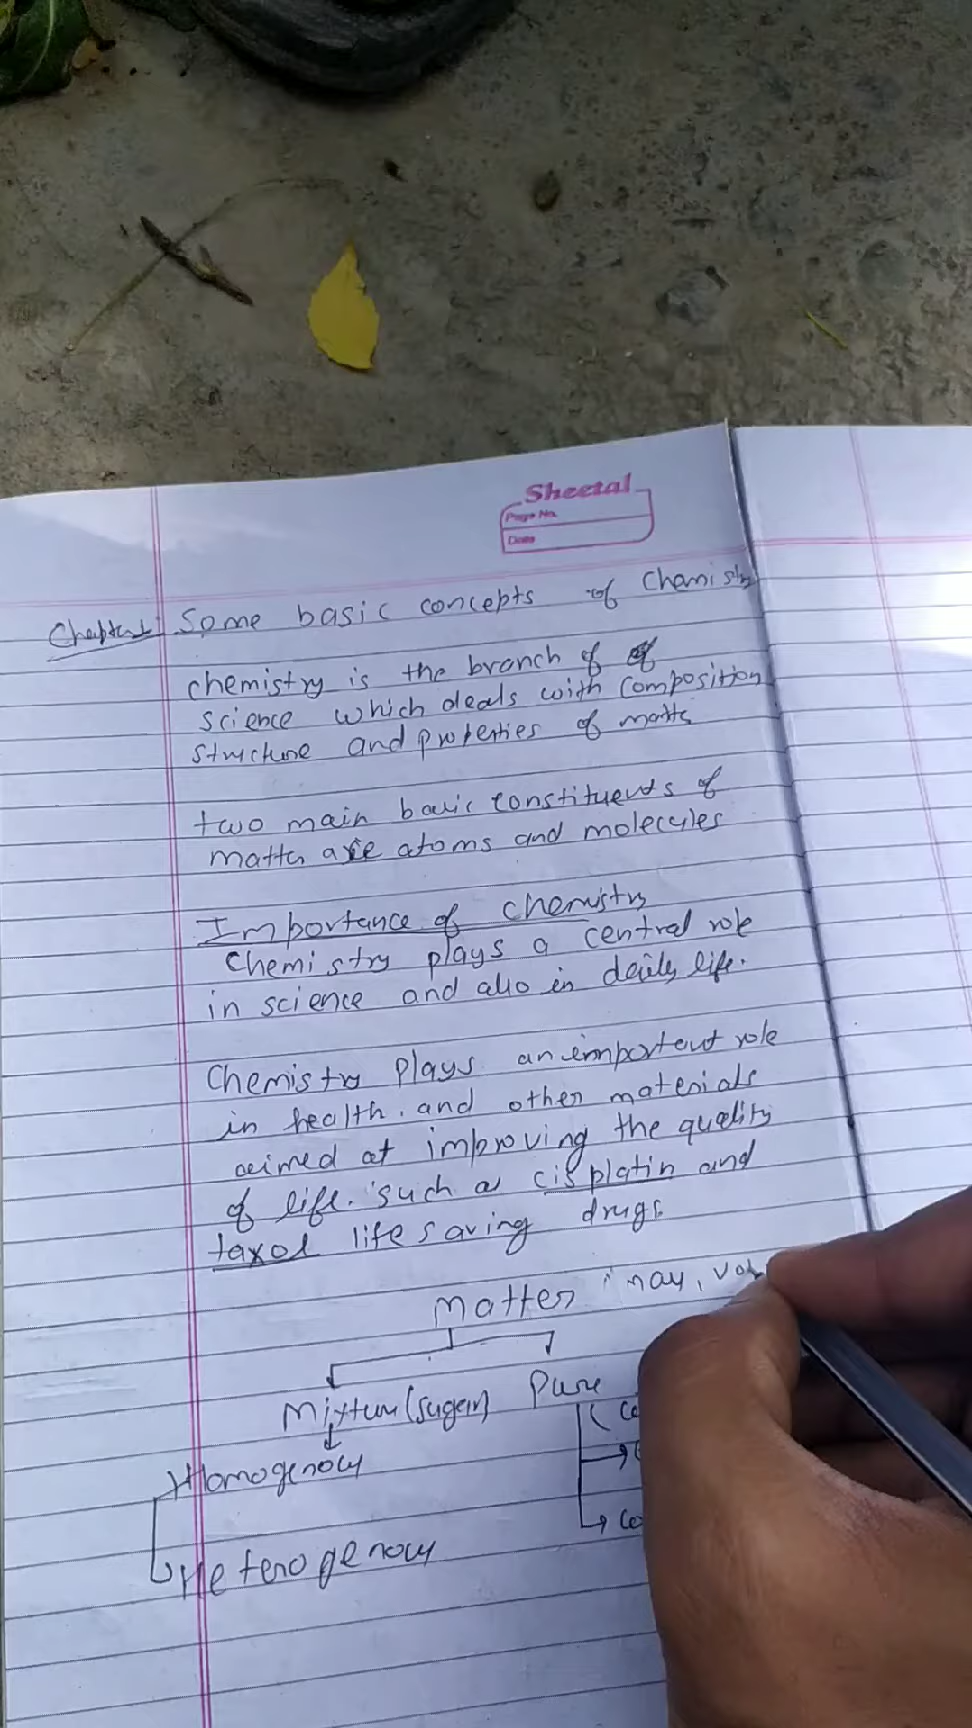 Sheetal
Page No.
Date
Chapter 1 Some basic concepts of Chemistry
chemistry is the branch of of
science which deals with composition
structure and properties of matter
two main basic constituents of
matter are atoms and molecules
Importance of chemistry
Chemistry plays a central role
in science and also in daily life.
Chemistry plays an important role
in health. and other materials
aimed at improving the quality
of life. such as cisplatin and
taxol life saving drugs
Matter
Mixture (sugar) Pure
Homogenous
Heterogenous